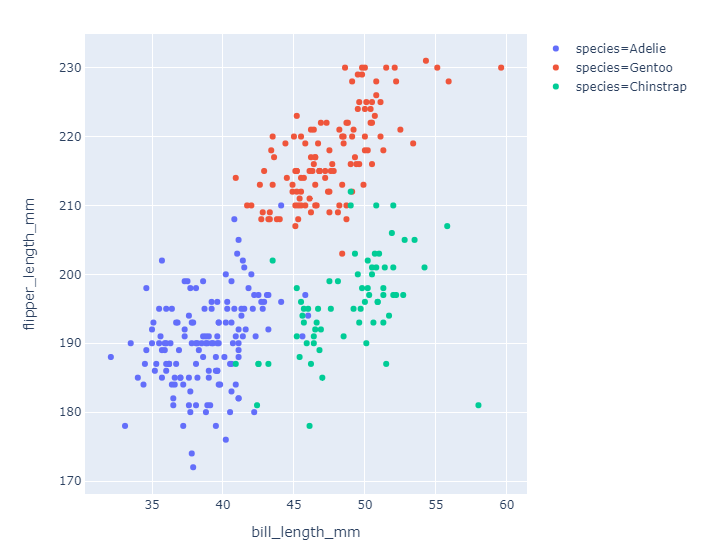 230
220
210
200
190
180
170
35
40
45
50
55
60
bill_length_mm
flipper_length_mm
species=Adelie
species=Gentoo
species=Chinstrap